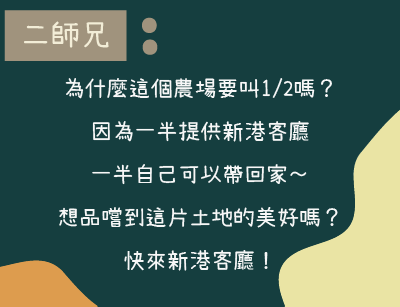 二師兄：
為什麼這個農場要叫1/2嗎？
因為一半提供新港客廳
一半自己可以帶回家～
想品嚐到這片土地的美好嗎？
快來新港客廳！